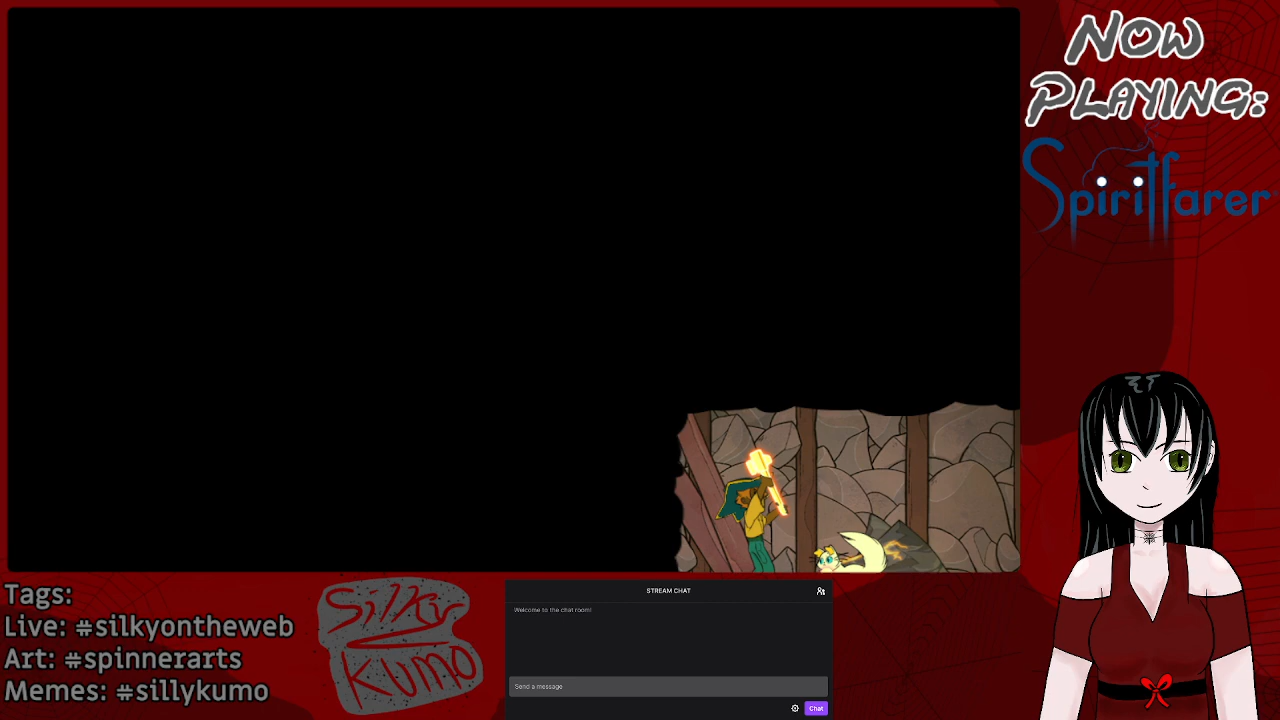 Now
Playing:
Spiritfarer
Tags:
Live: #silkyontheweb
Art: #spinnerarts
Memes: #sillykumo
Silky
Kumo
STREAM CHAT
Welcome to the chat room!
Send a message
Chat